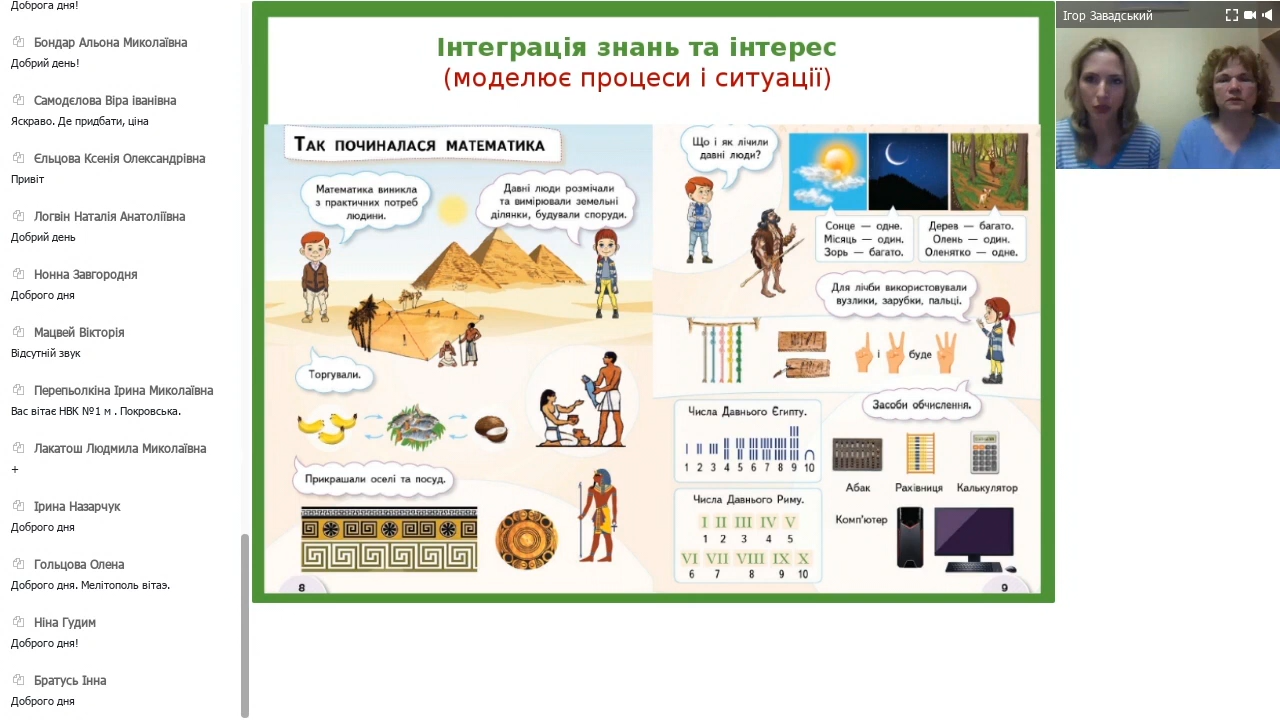 Доброга дня!
Бондар Альона Миколаївна
Добрий день!
Самодєлова Віра іванівна
Яскраво. Де придбати, ціна
Єльцова Ксенія Олександрівна
Привіт
Логвін Наталія Анатоліївна
Добрий день
Нонна Завгородня
Доброго дня
Мацвей Вікторія
Відсутній звук
Перепьолкіна Ірина Миколаївна
Вас вітає НВК №1 м . Покровська.
Лакатош Людмила Миколаївна
+
Ірина Назарчук
Доброго дня
Гольцова Олена
Доброго дня. Мелітополь вітаэ.
Ніна Гудим
Доброго дня!
Братусь Інна
Доброго дня
Інтеграція знань та інтерес
(моделює процеси і ситуації)
Так починалася математика
Математика виникла
з практичних потреб
людини.
Давні люди розмічали
та вимірювали земельні
ділянки, будували споруди.
Торгували.
Прикрашали оселі та посуд.
8
Що і як лічили
давні люди?
Сонце — одне.
Місяць — один.
Зорь — багато.
Дерев — багато.
Олень — один.
Оленятко — одне.
Для лічби використовували
вузлики, зарубки, пальці.
і
буде
Числа Давнього Єгипту.
1 2 3 4 5 6 7 8 9 10
Числа Давнього Риму.
I II III IV V
1 2 3 4 5
VI VII VIII IX X
6 7 8 9 10
Засоби обчислення.
Абак
Рахівниця
Калькулятор
Комп'ютер
9
Ігор Завадський